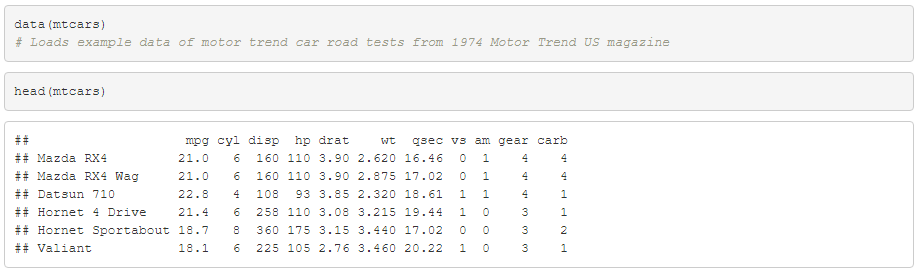 data(mtcars)
# Loads example data of motor trend car road tests from 1974 Motor Trend US magazine
head(mtcars)
##                    mpg cyl disp  hp drat    wt  qsec vs am gear carb
## Mazda RX4         21.0   6  160 110 3.90 2.620 16.46  0  1    4    4
## Mazda RX4 Wag     21.0   6  160 110 3.90 2.875 17.02  0  1    4    4
## Datsun 710        22.8   4  108  93 3.85 2.320 18.61  1  1    4    1
## Hornet 4 Drive    21.4   6  258 110 3.08 3.215 19.44  1  0    3    1
## Hornet Sportabout 18.7   8  360 175 3.15 3.440 17.02  0  0    3    2
## Valiant           18.1   6  225 105 2.76 3.460 20.22  1  0    3    1